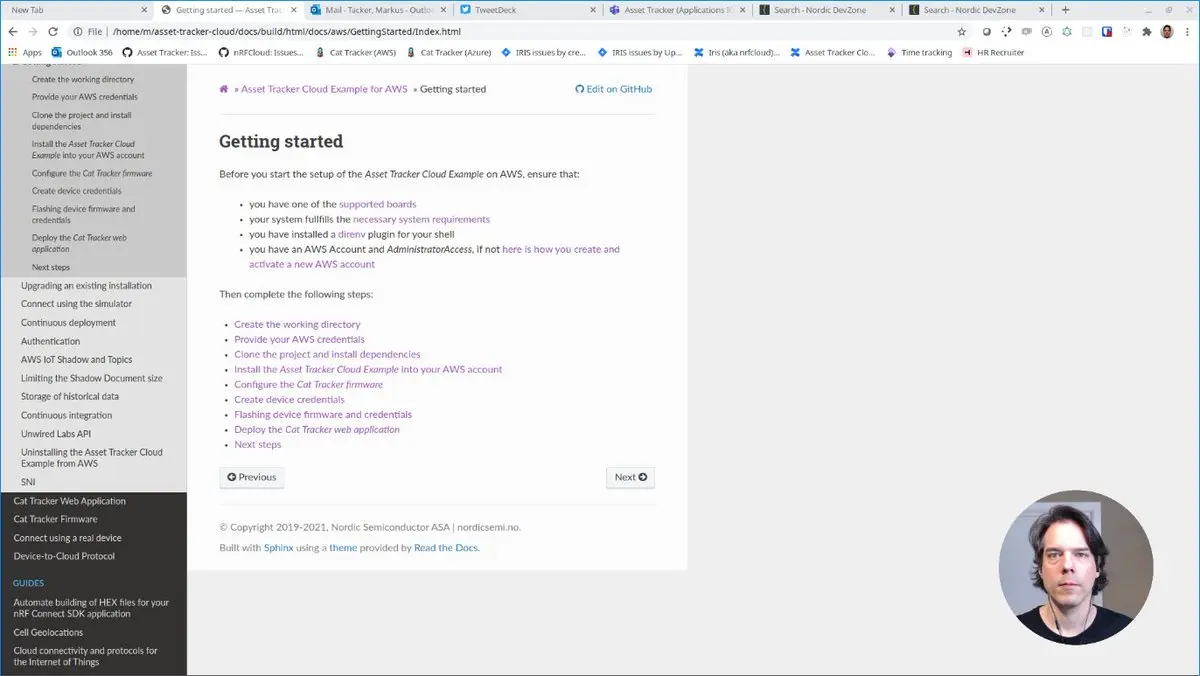 New Tab
Getting started — Asset Trac
Mail - Tacker, Markus - Outloo
TweetDeck
Asset Tracker (Applications
Search - Nordic DevZone
Search - Nordic DevZone
File | /home/m/asset-tracker-cloud/docs/build/html/docs/aws/GettingStarted/Index.html
Apps
Outlook 356
Asset Tracker: Iss...
nRFCloud: Issues...
Cat Tracker (AWS)
Cat Tracker (Azure)
IRIS issues by cre...
IRIS issues by Up...
Iris (aka nrfcloud)...
Asset Tracker Clo...
Time tracking
HR Recruiter
Create the working directory
Provide your AWS credentials
Clone the project and install
dependencies
Install the Asset Tracker Cloud
Example into your AWS account
Configure the Cat Tracker firmware
Create device credentials
Flashing device firmware and
credentials
Deploy the Cat Tracker web
application
Next steps
Upgrading an existing installation
Connect using the simulator
Continuous deployment
Authentication
AWS IoT Shadow and Topics
Limiting the Shadow Document size
Storage of historical data
Continuous integration
Unwired Labs API
Uninstalling the Asset Tracker Cloud
Example from AWS
SNI
Cat Tracker Web Application
Cat Tracker Firmware
Connect using a real device
Device-to-Cloud Protocol
GUIDES
Automate building of HEX files for your
nRF Connect SDK application
Cell Geolocations
Cloud connectivity and protocols for
the Internet of Things
» Asset Tracker Cloud Example for AWS » Getting started
Edit on GitHub
Getting started
Before you start the setup of the Asset Tracker Cloud Example on AWS, ensure that:
• you have one of the supported boards
• your system fullfills the necessary system requirements
• you have installed a direnv plugin for your shell
• you have an AWS Account and AdministratorAccess, if not here is how you create and
activate a new AWS account
Then complete the following steps:
• Create the working directory
• Provide your AWS credentials
• Clone the project and install dependencies
• Install the Asset Tracker Cloud Example into your AWS account
• Configure the Cat Tracker firmware
• Create device credentials
• Flashing device firmware and credentials
• Deploy the Cat Tracker web application
• Next steps
Previous
Next
© Copyright 2019-2021, Nordic Semiconductor ASA | nordicsemi.no.
Built with Sphinx using a theme provided by Read the Docs.